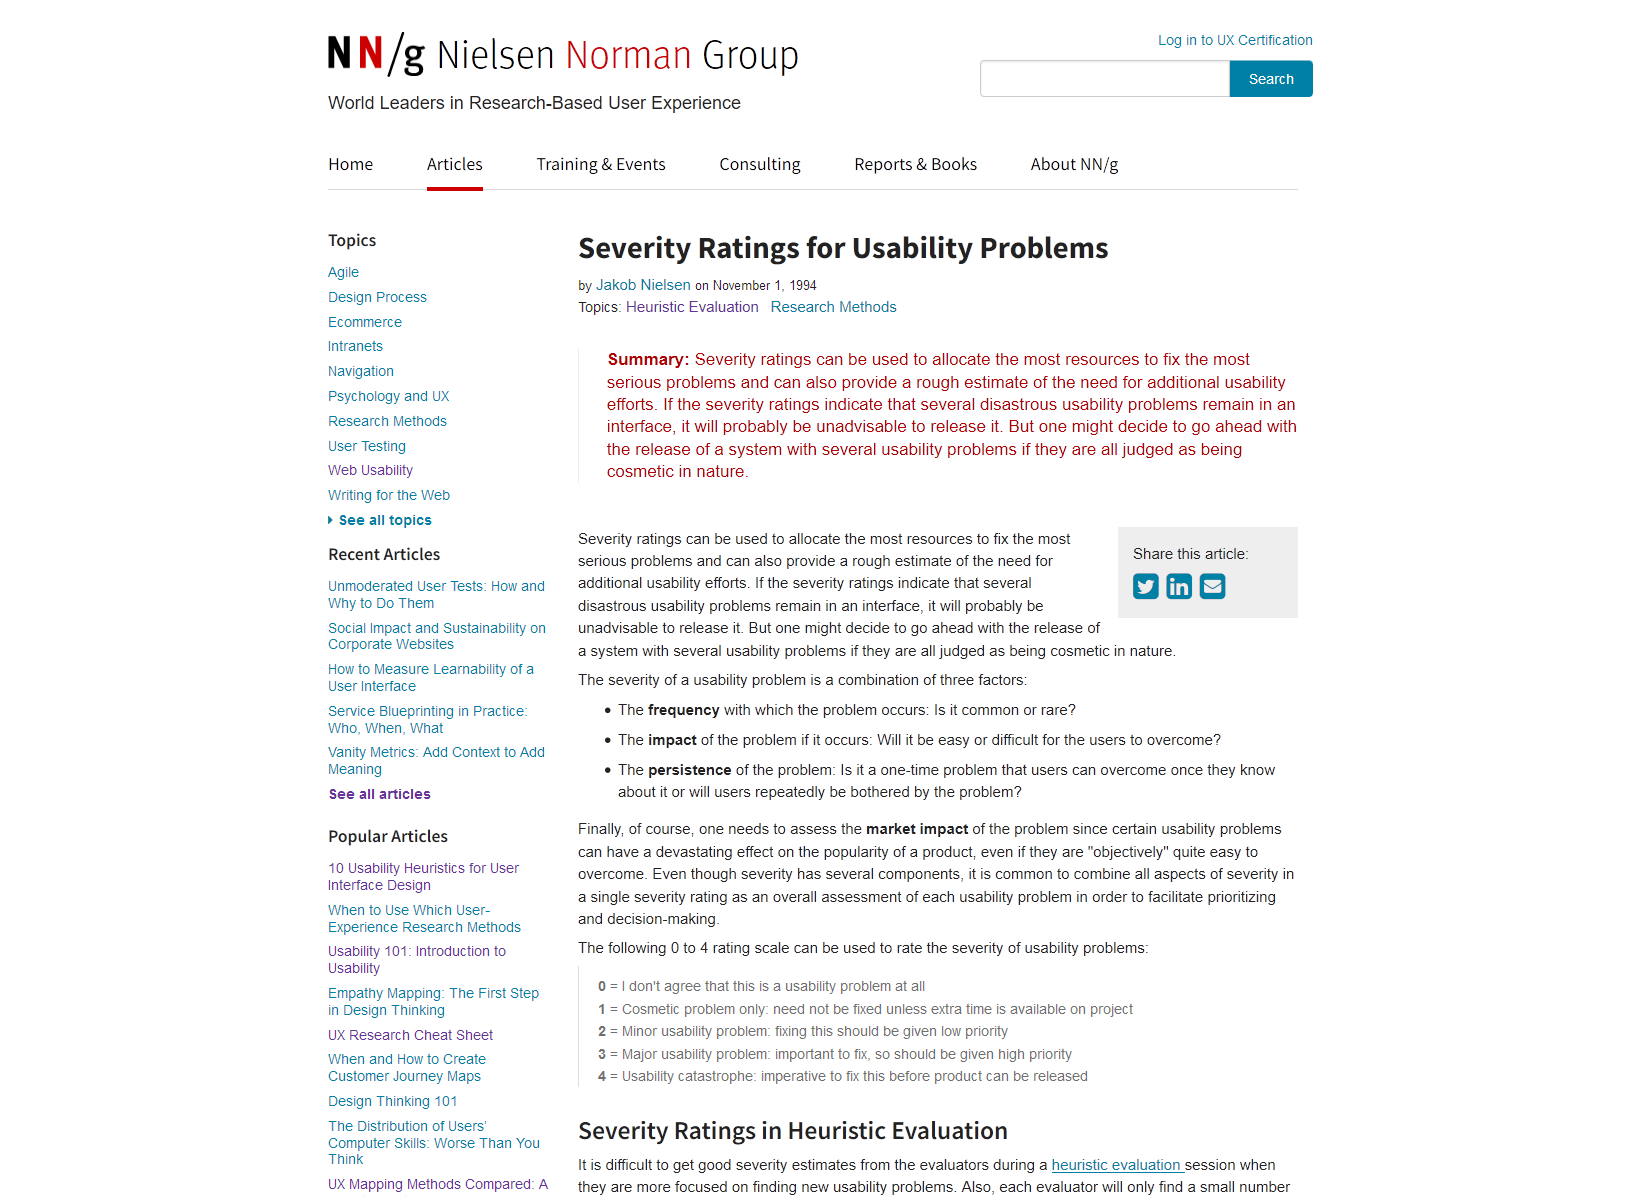 NN/g Nielsen Norman Group
World Leaders in Research-Based User Experience
Log in to UX Certification
Search
Home
Articles
Training & Events
Consulting
Reports & Books
About NN/g
Topics
Agile
Design Process
Ecommerce
Intranets
Navigation
Psychology and UX
Research Methods
User Testing
Web Usability
Writing for the Web
See all topics
Recent Articles
Unmoderated User Tests: How and
Why to Do Them
Social Impact and Sustainability on
Corporate Websites
How to Measure Learnability of a
User Interface
Service Blueprinting in Practice:
Who, When, What
Vanity Metrics: Add Context to Add
Meaning
See all articles
Popular Articles
10 Usability Heuristics for User
Interface Design
When to Use Which User-
Experience Research Methods
Usability 101: Introduction to
Usability
Empathy Mapping: The First Step
in Design Thinking
UX Research Cheat Sheet
When and How to Create
Customer Journey Maps
Design Thinking 101
The Distribution of Users'
Computer Skills: Worse Than You
Think
UX Mapping Methods Compared: A
Severity Ratings for Usability Problems
by Jakob Nielsen on November 1, 1994
Topics: Heuristic Evaluation Research Methods
Summary: Severity ratings can be used to allocate the most resources to fix the most
serious problems and can also provide a rough estimate of the need for additional usability
efforts. If the severity ratings indicate that several disastrous usability problems remain in an
interface, it will probably be unadvisable to release it. But one might decide to go ahead with
the release of a system with several usability problems if they are all judged as being
cosmetic in nature.
Share this article:
Severity ratings can be used to allocate the most resources to fix the most
serious problems and can also provide a rough estimate of the need for
additional usability efforts. If the severity ratings indicate that several
disastrous usability problems remain in an interface, it will probably be
unadvisable to release it. But one might decide to go ahead with the release of
a system with several usability problems if they are all judged as being cosmetic in nature.
The severity of a usability problem is a combination of three factors:
• The frequency with which the problem occurs: Is it common or rare?
• The impact of the problem if it occurs: Will it be easy or difficult for the users to overcome?
• The persistence of the problem: Is it a one-time problem that users can overcome once they know
about it or will users repeatedly be bothered by the problem?
Finally, of course, one needs to assess the market impact of the problem since certain usability problems
can have a devastating effect on the popularity of a product, even if they are "objectively" quite easy to
overcome. Even though severity has several components, it is common to combine all aspects of severity in
a single severity rating as an overall assessment of each usability problem in order to facilitate prioritizing
and decision-making.
The following 0 to 4 rating scale can be used to rate the severity of usability problems:
0 = I don't agree that this is a usability problem at all
1 = Cosmetic problem only: need not be fixed unless extra time is available on project
2 = Minor usability problem: fixing this should be given low priority
3 = Major usability problem: important to fix, so should be given high priority
4 = Usability catastrophe: imperative to fix this before product can be released
Severity Ratings in Heuristic Evaluation
It is difficult to get good severity estimates from the evaluators during a heuristic evaluation session when
they are more focused on finding new usability problems. Also, each evaluator will only find a small number